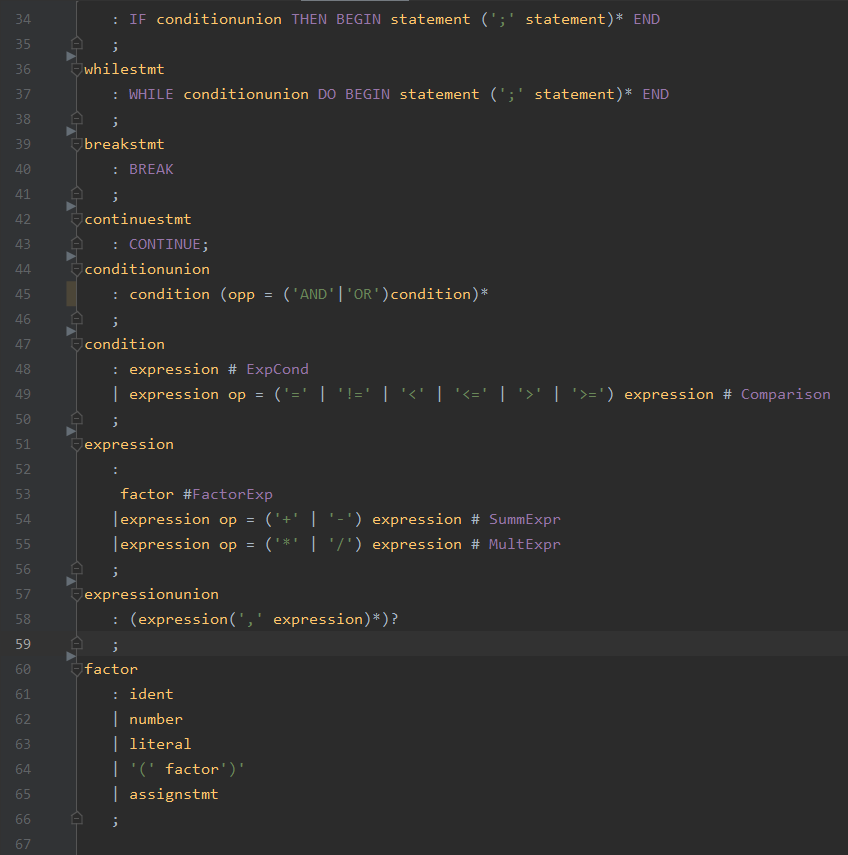 34 : IF conditionunion THEN BEGIN statement (';' statement)* END
35 ;
36 whilestmt
37 : WHILE conditionunion DO BEGIN statement (';' statement)* END
38 ;
39 breakstmt
40 : BREAK
41 ;
42 continuestmt
43 : CONTINUE;
44 conditionunion
45 : condition (opp = ('AND'|'OR')condition)*
46 ;
47 condition
48 : expression # ExpCond
49 | expression op = ('=' | '!=' | '<' | '<=' | '>' | '>=') expression # Comparison
50 ;
51 expression
52 :
53 factor #FactorExp
54 |expression op = ('+' | '-') expression # SummExpr
55 |expression op = ('*' | '/') expression # MultExpr
56 ;
57 expressionunion
58 : (expression(',' expression)*)?
59 ;
60 factor
61 : ident
62 | number
63 | literal
64 | '(' factor')'
65 | assignstmt
66 ;
67